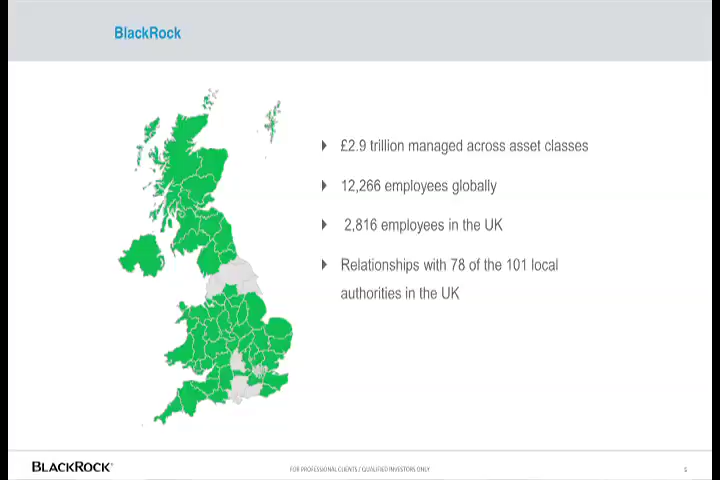 BlackRock
£2.9 trillion managed across asset classes
12,266 employees globally
2,816 employees in the UK
Relationships with 78 of the 101 local
authorities in the UK
BLACKROCK®
FOR PROFESSIONAL CLIENTS / QUALIFIED INVESTORS ONLY
5